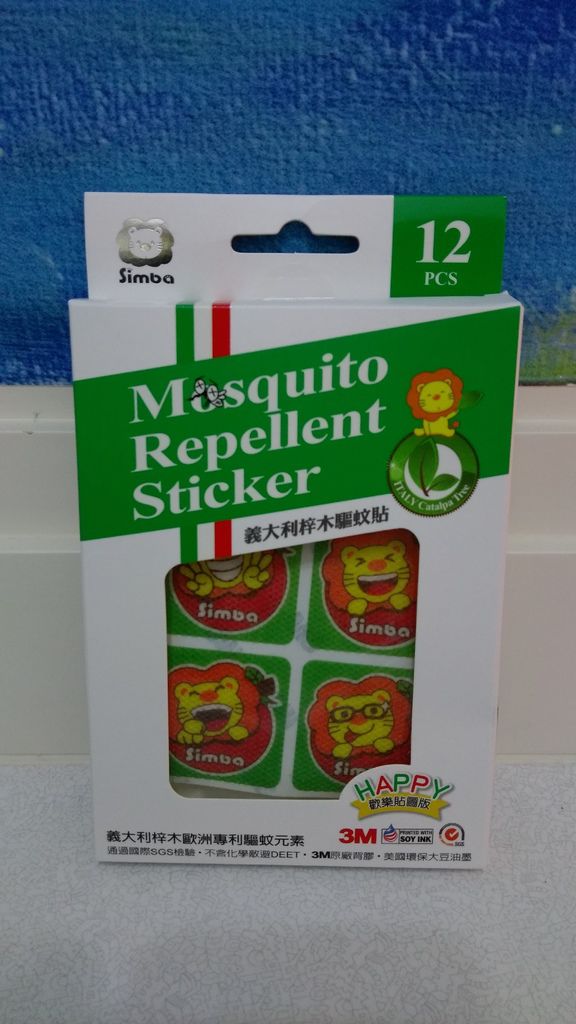 Simba
12
PCS
Mosquito
Repellent
Sticker
ITALY Catalpa Tree
義大利梓木驅蚊貼
Simba
Simba
Simba
Sim
HAPPY
歡樂貼圖版
義大利梓木歐洲專利驅蚊元素
3M
PRINTED WITH
SOY INK
SGS
通過國際SGS檢驗・不含化學敵避DEET・3M原廠背膠・美國環保大豆油墨